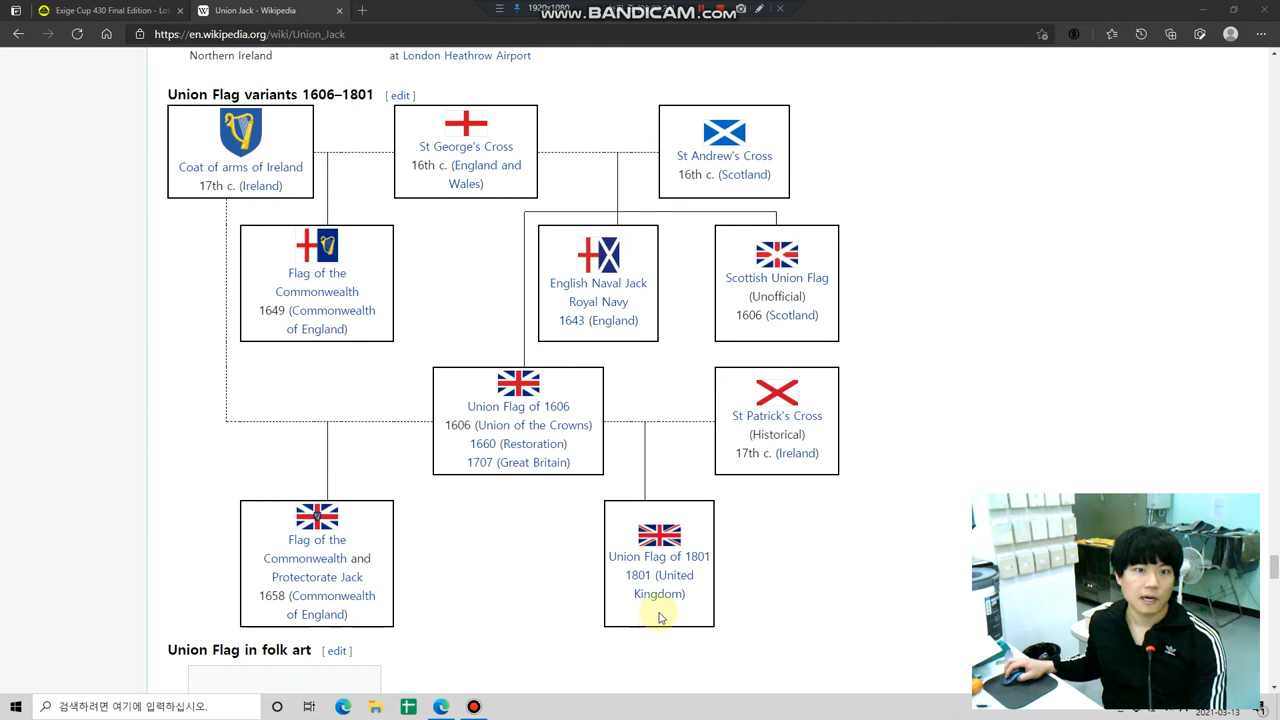 Exie Cup 430 Final Edition - Lot
Union Jack - Wikipedia
1920x1080
WWW.BANDICAM.COM
https://en.wikipedia.org/wiki/Union_Jack
Northern Ireland
at London Heathrow Airport
Union Flag variants 1606–1801 [ edit ]
Coat of arms of Ireland
17th c. (Ireland)
St George's Cross
16th c. (England and
Wales)
St Andrew's Cross
16th c. (Scotland)
Flag of the
Commonwealth
1649 (Commonwealth
of England)
English Naval Jack
Royal Navy
1643 (England)
Scottish Union Flag
(Unofficial)
1606 (Scotland)
Union Flag of 1606
1606 (Union of the Crowns)
1660 (Restoration)
1707 (Great Britain)
St Patrick's Cross
(Historical)
17th c. (Ireland)
Flag of the
Commonwealth and
Protectorate Jack
1658 (Commonwealth
of England)
Union Flag of 1801
1801 (United
Kingdom)
Union Flag in folk art [ edit ]
검색하려면 여기에 입력하십시오.
2021-03-13